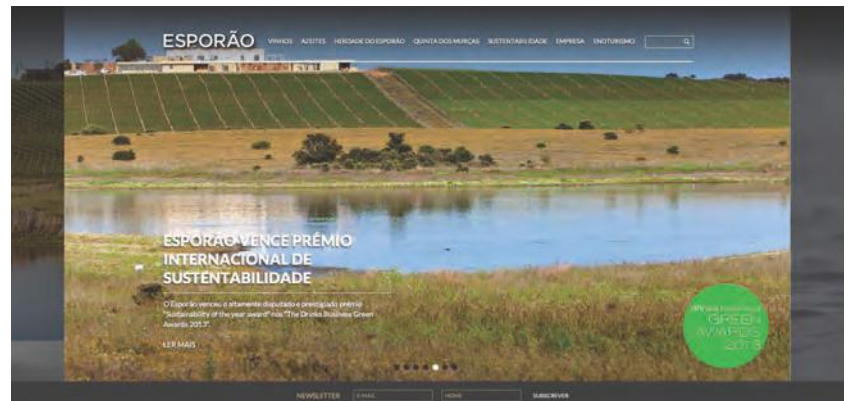 ESPORÃO
VINHOS AZEITES HERDADE DO ESPORÃO QUINTA DOS MURÇAS SUSTENTABILIDADE EMPRESA ENOTURISMO
ESPORÃO VENCE PRÉMIO
INTERNACIONAL DE
SUSTENTABILIDADE
O Esporão venceu o altamente disputado e prestigiado prémio
"Sustainability of the year award" nos "The Drinks Business Green
Awards 2013".
LER MAIS
GREEN
AWARDS
2013
NEWSLETTER E-MAIL NOME SUBSCREVER